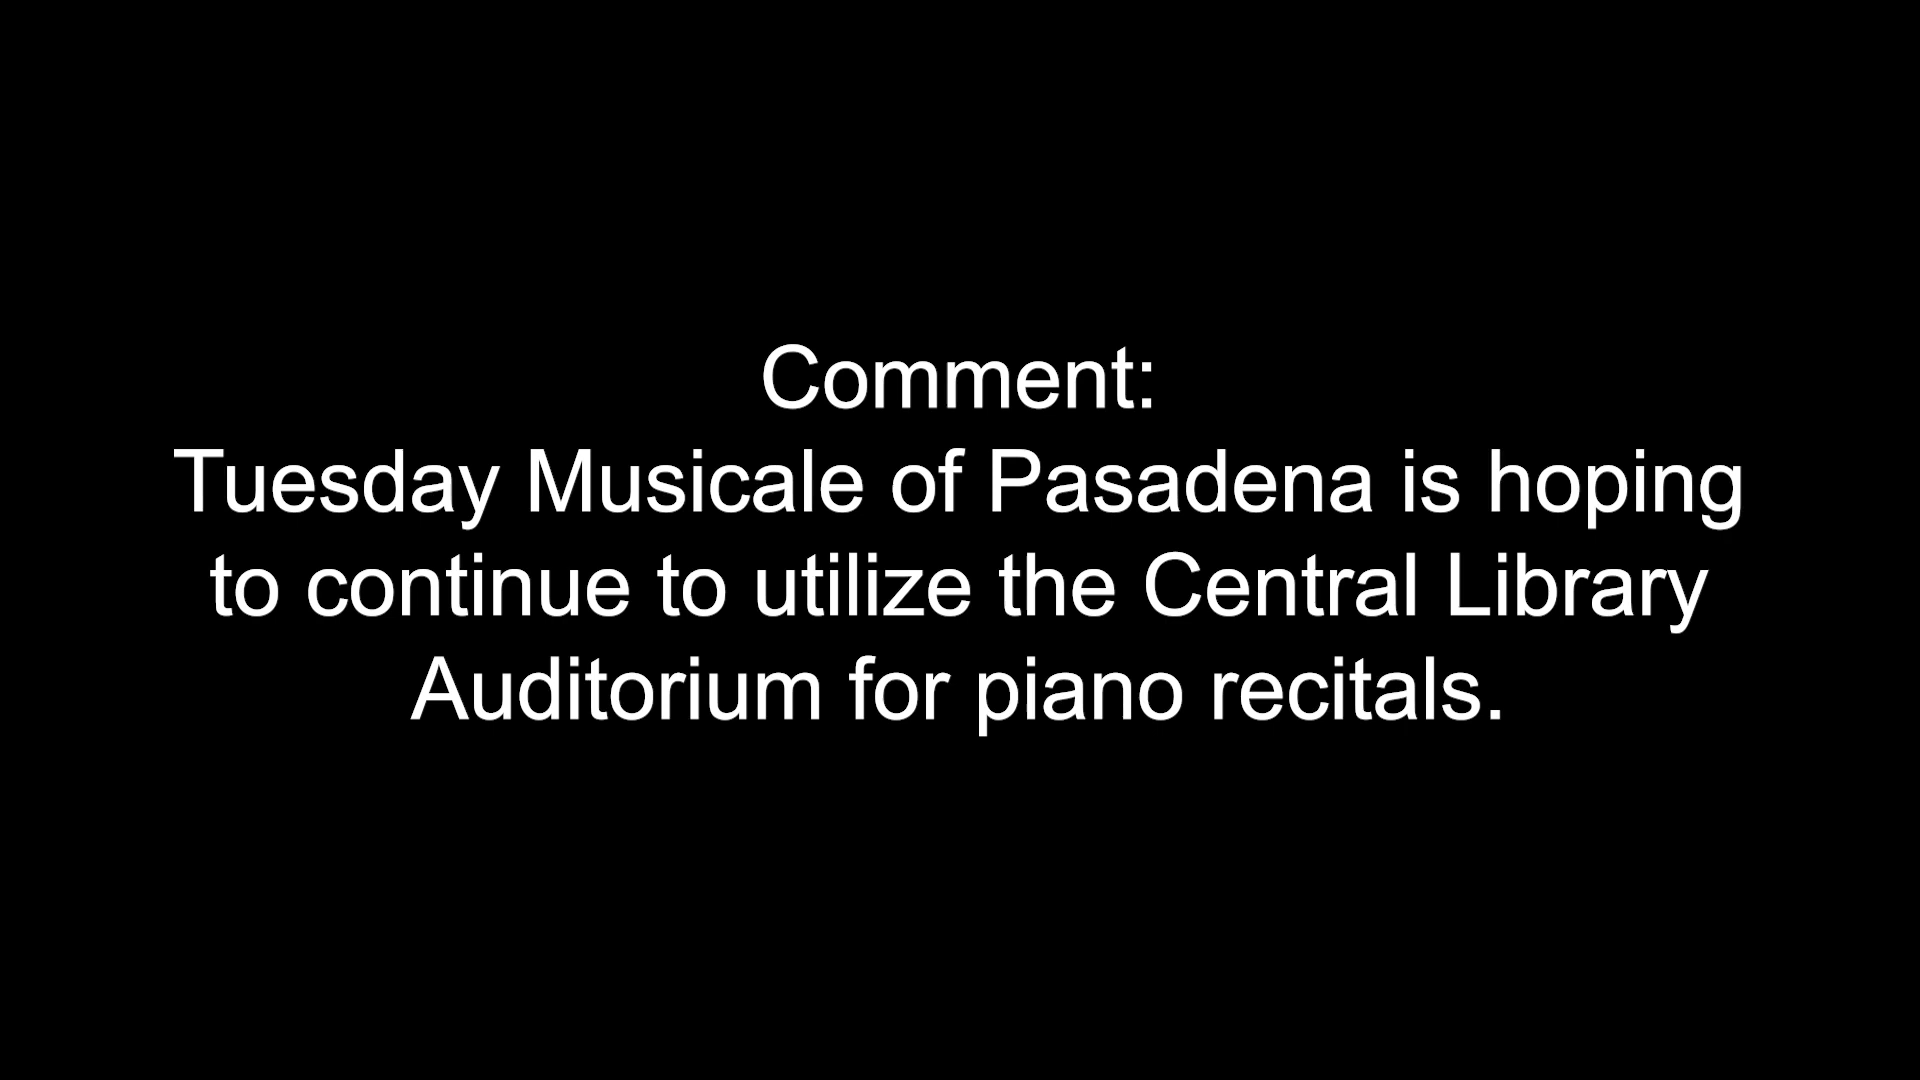 Comment:
Tuesday Musicale of Pasadena is hoping
to continue to utilize the Central Library
Auditorium for piano recitals.